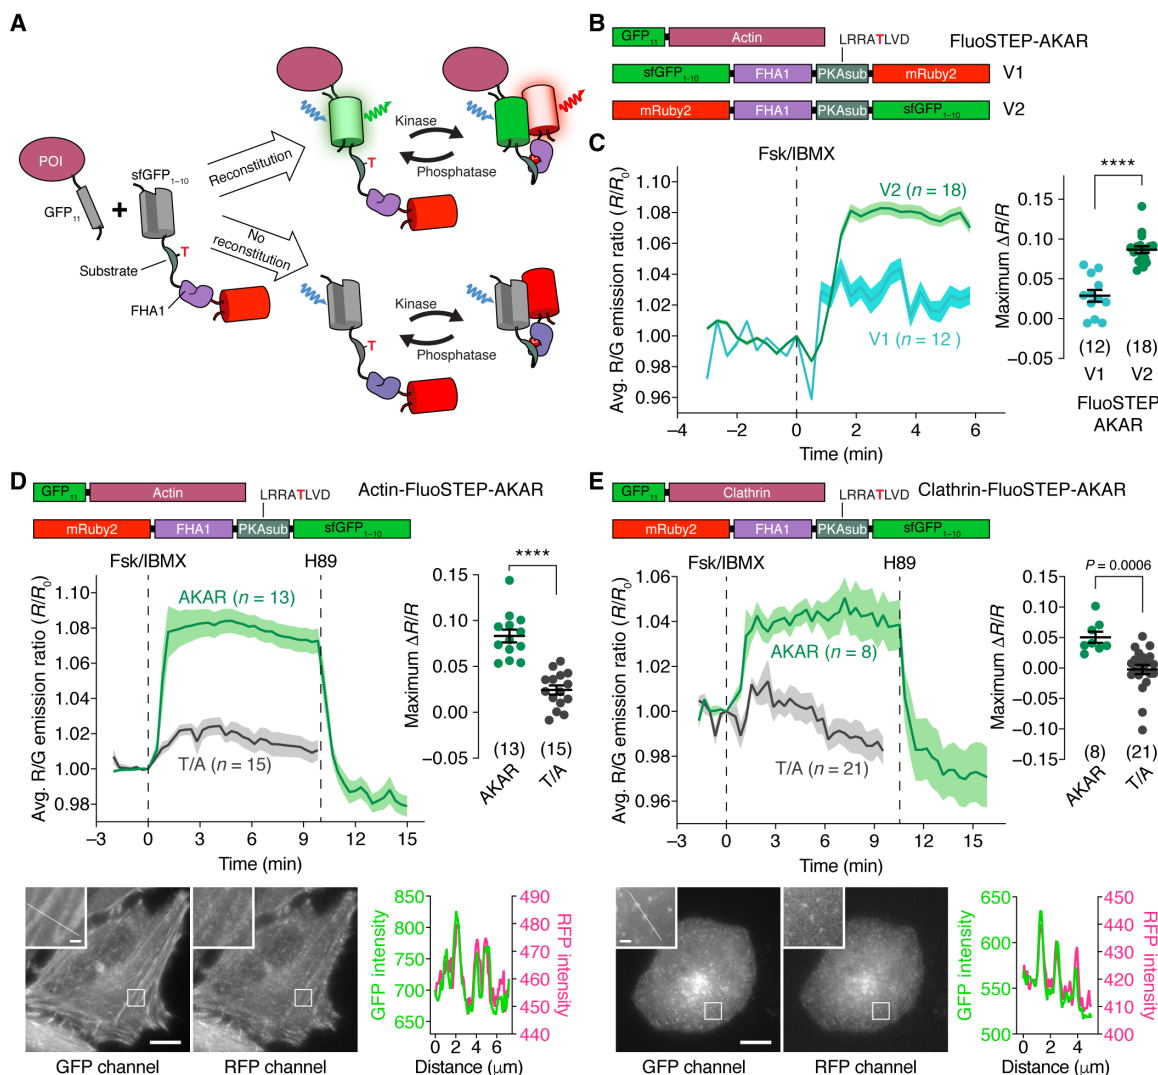 A
POI
GFP11
+
sfGFP1–10
Substrate
T
FHA1
Reconstitution
No
reconstitution
T
Kinase
Phosphatase
T
Kinase
Phosphatase
B
GFP11 Actin LRRATLVD FluoSTEP-AKAR
sfGFP1–10 FHA1 PKAsub mRuby2 V1
mRuby2 FHA1 PKAsub sfGFP1–10 V2
C
Fsk/IBMX
Avg. R/G emission ratio (R/R0)
1.10
1.08
1.06
1.04
1.02
1.00
0.98
0.96
V2 (n = 18)
V1 (n = 12 )
−4 −2 0 2 4 6
Time (min)
****
Maximum ΔR/R
0.15
0.10
0.05
0.00
−0.05
(12) (18)
V1 V2
FluoSTEP
AKAR
D
GFP11 Actin LRRATLVD Actin-FluoSTEP-AKAR
mRuby2 FHA1 PKAsub sfGFP1–10
Fsk/IBMX H89
Avg. R/G emission ratio (R/R0)
1.10
1.08
1.06
1.04
1.02
1.00
0.98
AKAR (n = 13)
T/A (n = 15)
−3 0 3 6 9 12 15
Time (min)
****
Maximum ΔR/R
0.15
0.10
0.05
0.00
−0.05
(13) (15)
AKAR T/A
GFP channel RFP channel
GFP intensity
850
800
750
700
650
RFP intensity
490
480
470
460
450
440
0 2 4 6
Distance (μm)
E
GFP11 Clathrin LRRATLVD Clathrin-FluoSTEP-AKAR
mRuby2 FHA1 PKAsub sfGFP1–10
Fsk/IBMX H89
Avg. R/G emission ratio (R/R0)
1.06
1.04
1.02
1.00
0.98
0.96
AKAR (n = 8)
T/A (n = 21)
−3 0 3 6 9 12 15
Time (min)
P = 0.0006
Maximum ΔR/R
0.15
0.10
0.05
0.00
−0.05
−0.10
−0.15
(8) (21)
AKAR T/A
GFP channel RFP channel
GFP intensity
650
600
550
500
RFP intensity
450
440
430
420
410
400
0 2 4
Distance (μm)